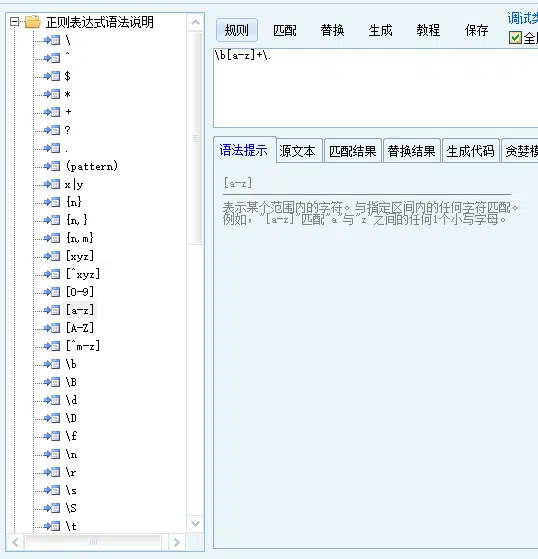 正则表达式语法说明
\
^
$
*
+
?
.
(pattern)
x|y
{n}
{n,}
{n,m}
[xyz]
[^xyz]
[0-9]
[a-z]
[A-Z]
[^m-z]
\b
\B
\d
\D
\f
\n
\r
\s
\S
\t
规则 匹配 替换 生成 教程 保存 调试
全
\b[a-z]+\.
语法提示 源文本 匹配结果 替换结果 生成代码 贪婪模
[a-z]
表示某个范围内的字符。与指定区间内的任何字符匹配。
例如，"[a-z]"匹配"a"与"z"之间的任何1个小写字母。